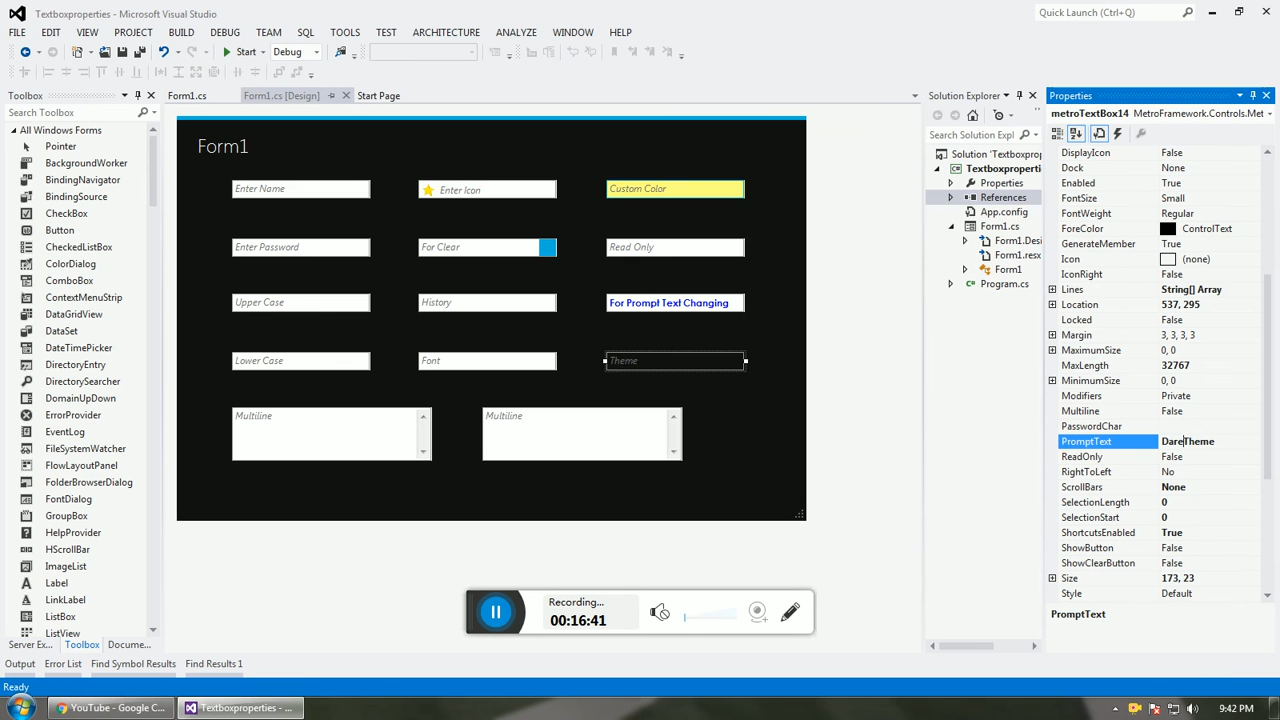 Textboxproperties - Microsoft Visual Studio
Quick Launch (Ctrl+Q)
FILE EDIT VIEW PROJECT BUILD DEBUG TEAM SQL TOOLS TEST ARCHITECTURE ANALYZE WINDOW HELP
Start Debug
Toolbox
Search Toolbox
All Windows Forms
Pointer
BackgroundWorker
BindingNavigator
BindingSource
CheckBox
Button
CheckedListBox
ColorDialog
ComboBox
ContextMenuStrip
DataGridView
DataSet
DateTimePicker
DirectoryEntry
DirectorySearcher
DomainUpDown
ErrorProvider
EventLog
FileSystemWatcher
FlowLayoutPanel
FolderBrowserDialog
FontDialog
GroupBox
HelpProvider
HScrollBar
ImageList
Label
LinkLabel
ListBox
ListView
Server Ex... Toolbox Docume...
Form1.cs Form1.cs [Design] Start Page
Form1
Enter Name Enter Icon Custom Color
Enter Password For Clear Read Only
Upper Case History For Prompt Text Changing
Lower Case Font Theme
Multiline Multiline
Recording...
00:16:41
Solution Explorer
Search Solution Expl
Solution 'Textboxprop
Textboxproperti
Properties
References
App.config
Form1.cs
Form1.Desi
Form1.resx
Form1
Program.cs
Properties
metroTextBox14 MetroFramework.Controls.Met
DisplayIcon False
Dock None
Enabled True
FontSize Small
FontWeight Regular
ForeColor ControlText
GenerateMember True
Icon (none)
IconRight False
Lines String[] Array
Location 537, 295
Locked False
Margin 3, 3, 3, 3
MaximumSize 0, 0
MaxLength 32767
MinimumSize 0, 0
Modifiers Private
Multiline False
PasswordChar
PromptText DareTheme
ReadOnly False
RightToLeft No
ScrollBars None
SelectionLength 0
SelectionStart 0
ShortcutsEnabled True
ShowButton False
ShowClearButton False
Size 173, 23
Style Default
PromptText
Output Error List Find Symbol Results Find Results 1
Ready
YouTube - Google C... Textboxproperties - ... 9:42 PM